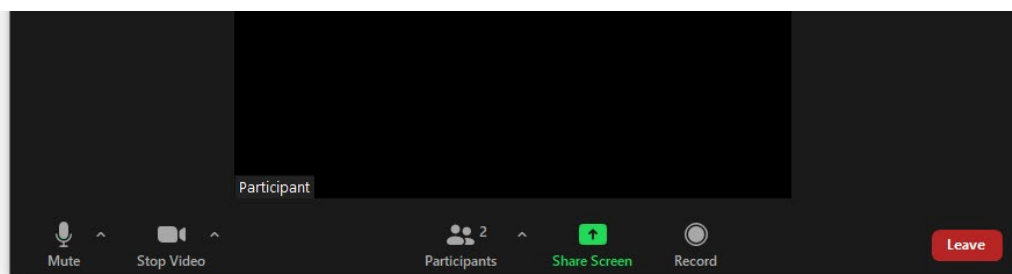 Participant
2
Mute
Stop Video
Participants
Share Screen
Record
Leave